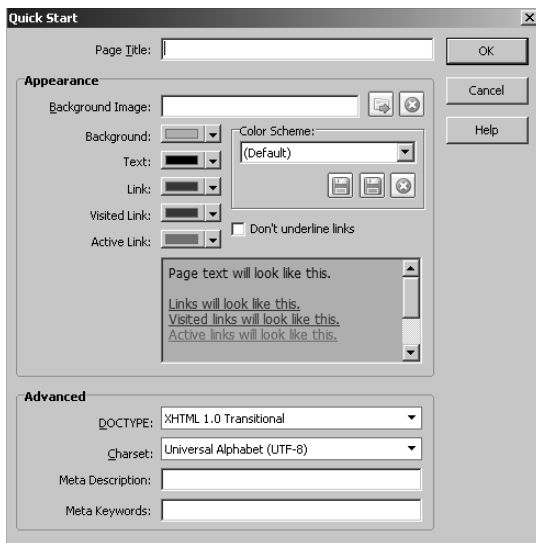 Quick Start
Page Title:
OK
Appearance
Cancel
Background Image:
Help
Background:
Color Scheme:
(Default)
Text:
Link:
Visited Link:
Don't underline links
Active Link:
Page text will look like this.
Links will look like this.
Visited links will look like this.
Active links will look like this.
Advanced
DOCTYPE: XHTML 1.0 Transitional
Charset: Universal Alphabet (UTF-8)
Meta Description:
Meta Keywords: